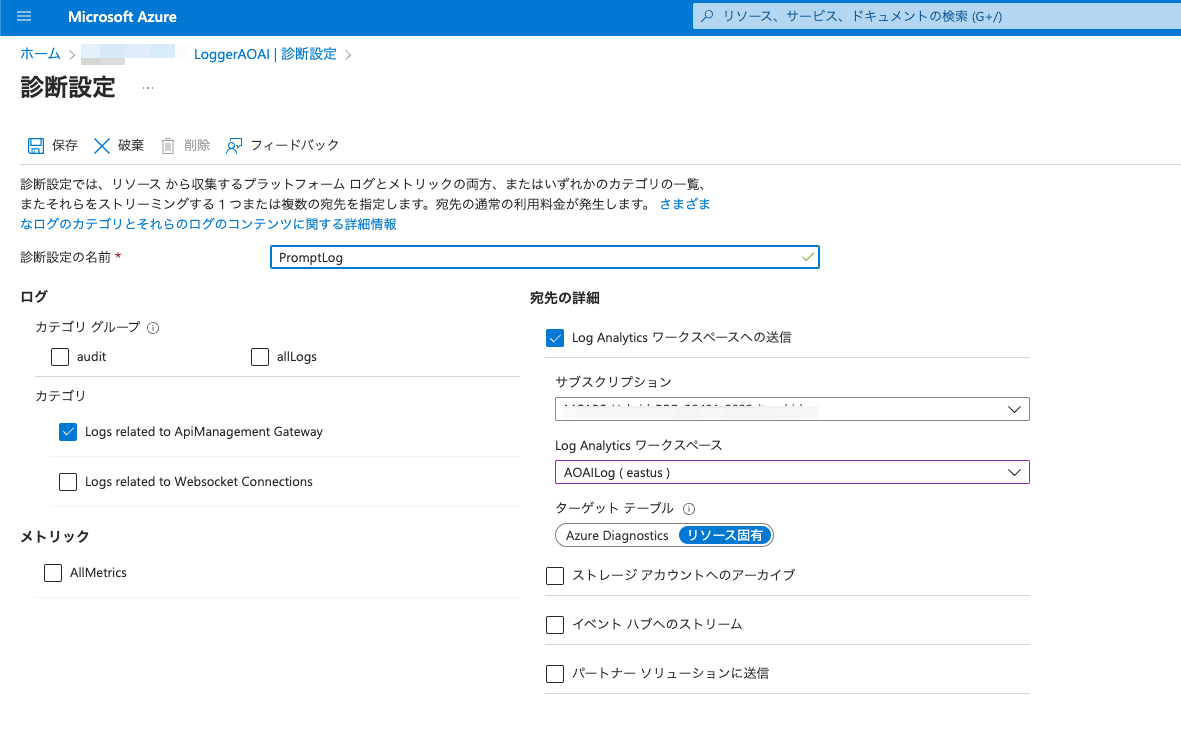 Microsoft Azure
リソース、サービス、ドキュメントの検索 (G+/)
ホーム
LoggerAOAI | 診断設定
診断設定
...
保存
破棄
削除
フィードバック
診断設定では、リソース から収集するプラットフォーム ログとメトリックの両方、またはいずれかのカテゴリの一覧、
またそれらをストリーミングする 1 つまたは複数の宛先を指定します。宛先の通常の利用料金が発生します。 さまざま
なログのカテゴリとそれらのログのコンテンツに関する詳細情報
診断設定の名前 *
PromptLog
ログ
カテゴリ グループ
audit
allLogs
カテゴリ
Logs related to ApiManagement Gateway
Logs related to Websocket Connections
メトリック
AllMetrics
宛先の詳細
Log Analytics ワークスペースへの送信
サブスクリプション
Log Analytics ワークスペース
AOAILog ( eastus )
ターゲット テーブル
Azure Diagnostics
リソース固有
ストレージ アカウントへのアーカイブ
イベント ハブへのストリーム
パートナー ソリューションに送信